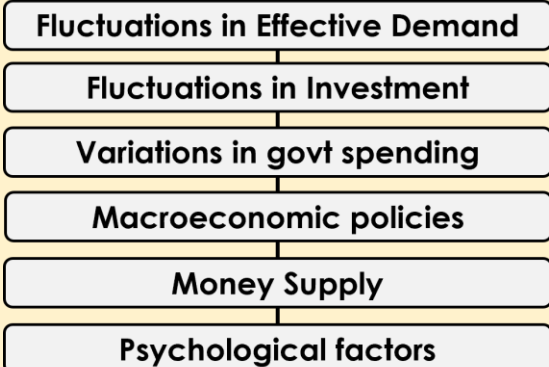 Fluctuations in Effective Demand
Fluctuations in Investment
Variations in govt spending
Macroeconomic policies
Money Supply
Psychological factors